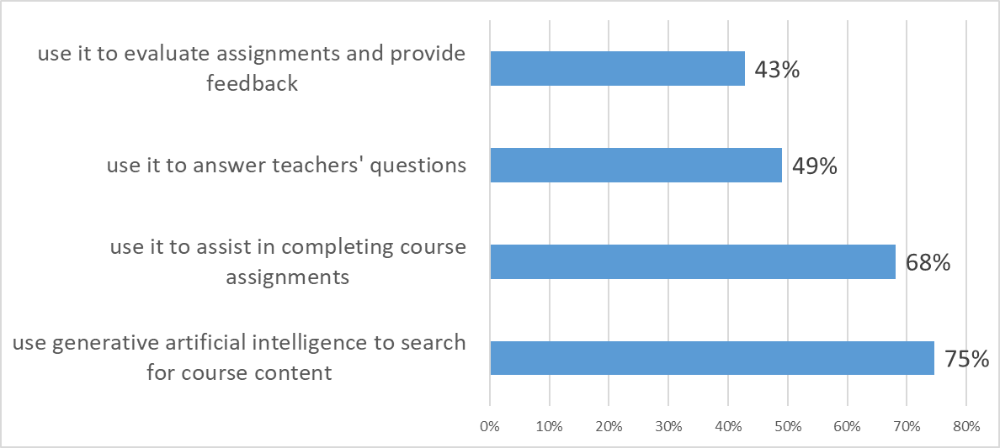 use it to evaluate assignments and provide
feedback
43%
use it to answer teachers' questions
49%
use it to assist in completing course
assignments
68%
use generative artificial intelligence to search
for course content
75%
0% 10% 20% 30% 40% 50% 60% 70% 80%